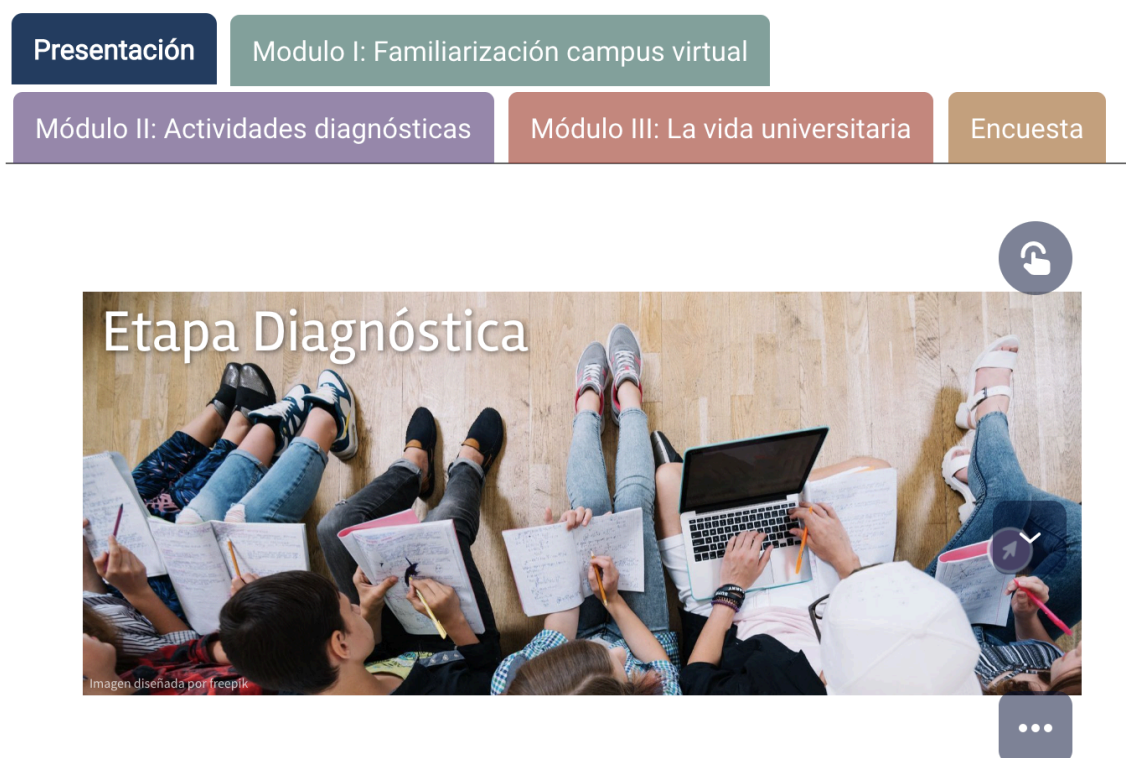 Presentación
Modulo I: Familiarización campus virtual
Módulo II: Actividades diagnósticas
Módulo III: La vida universitaria
Encuesta
Etapa Diagnóstica
Imagen diseñada por freepik